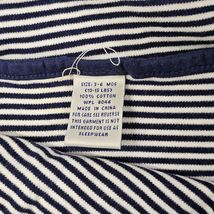 SIZE: 3-6 MOS
(10-15 LBS)
100% COTTON
WPL 8046
MADE IN
CHINA
FOR CARE SEE REVERSE
THIS GARMENT IS NOT
INTENDED FOR USE AS
SLEEPWEAR